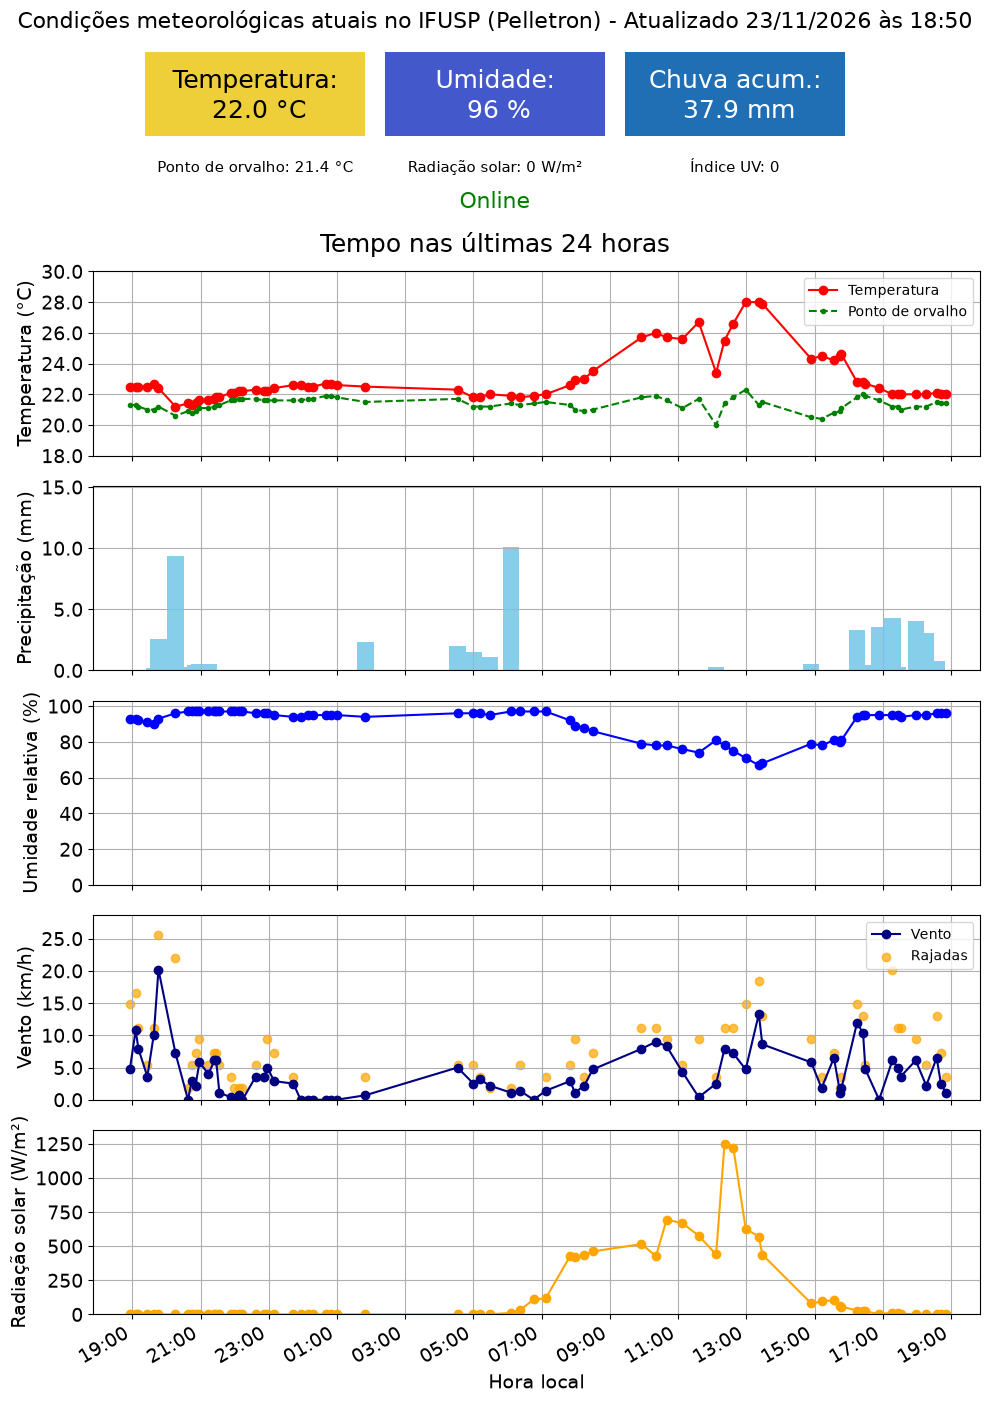 Condições meteorológicas atuais no IFUSP (Pelletron) - Atualizado 23/11/2026 às 18:50
Temperatura:
22.0 °C
Umidade:
96 %
Chuva acum.:
37.9 mm
Ponto de orvalho: 21.4 °C
Radiação solar: 0 W/m²
Índice UV: 0
Online
Tempo nas últimas 24 horas
Temperatura (°C)
30.0
28.0
26.0
24.0
22.0
20.0
18.0
Temperatura
Ponto de orvalho
Precipitação (mm)
15.0
10.0
5.0
0.0
Umidade relativa (%)
100
80
60
40
20
0
Vento (km/h)
25.0
20.0
15.0
10.0
5.0
0.0
Vento
Rajadas
Radiação solar (W/m²)
1250
1000
750
500
250
0
19:00
21:00
23:00
01:00
03:00
05:00
07:00
09:00
11:00
13:00
15:00
17:00
19:00
Hora local